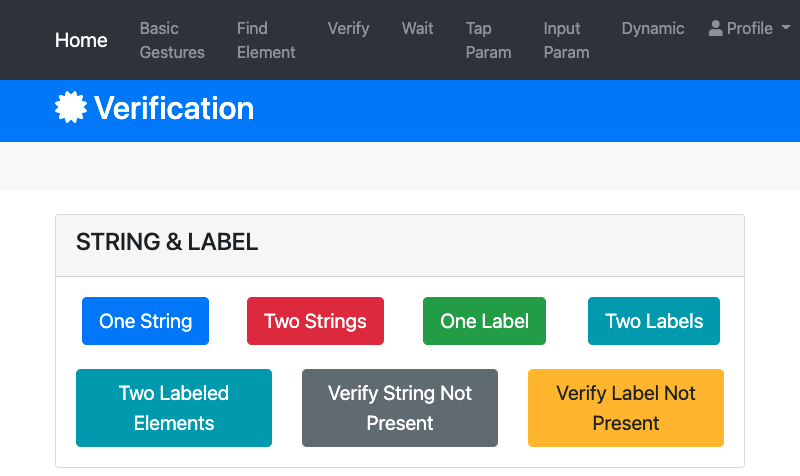 Home Basic Gestures Find Element Verify Wait Tap Param Input Param Dynamic Profile
Verification
STRING & LABEL
One String Two Strings One Label Two Labels
Two Labeled Elements Verify String Not Present Verify Label Not Present